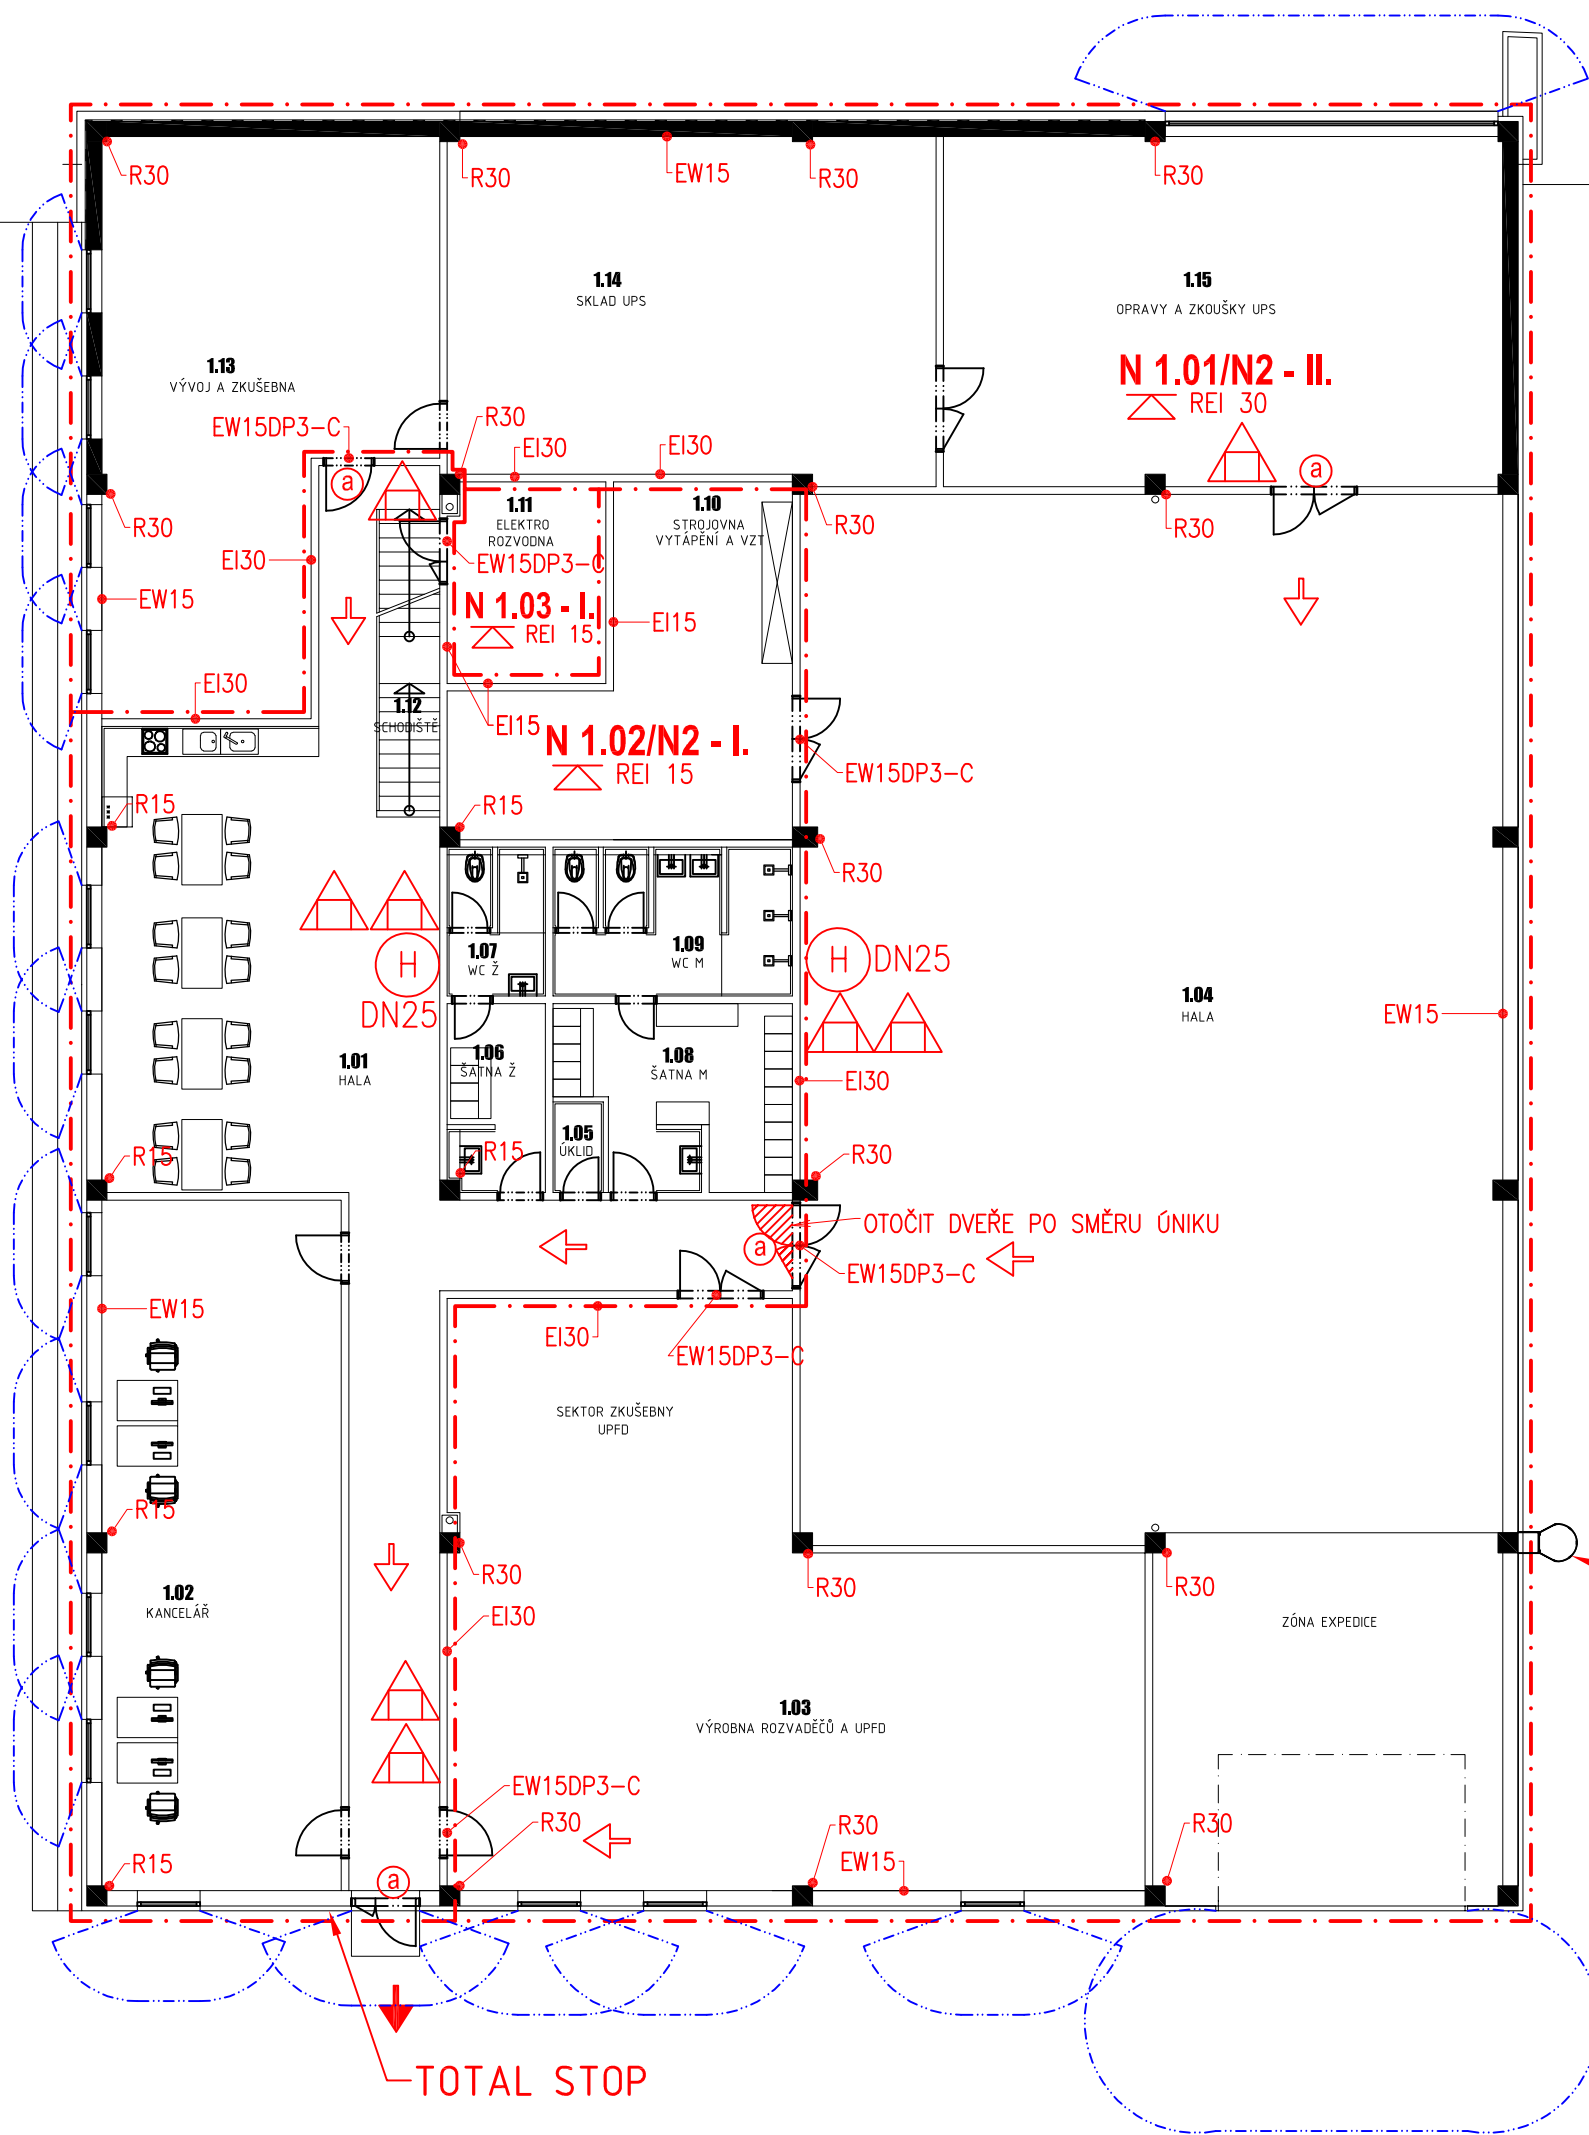 R30
R30
EW15
R30
R30
1.14
SKLAD UPS
1.15
OPRAVY A ZKOUŠKY UPS
1.13
VÝVOJ A ZKUŠEBNA
N 1.01/N2 - II.
REI 30
EW15DP3-C
R30
EI30
EI30
a
a
R30
1.11
ELEKTRO
ROZVODNA
1.10
STROJOVNA
VYTÁPĚNÍ A VZT
R30
R30
EI30
EW15DP3-C
EW15
N 1.03 - I.
REI 15
EI15
EI30
1.12
SCHODIŠTĚ
EI15
N 1.02/N2 - I.
REI 15
EW15DP3-C
R15
R15
R30
1.07
WC Ž
1.09
WC M
H
DN25
H
DN25
1.04
HALA
EW15
1.01
HALA
1.06
ŠATNA Ž
1.08
ŠATNA M
EI30
1.05
ÚKLID
R15
R15
R30
OTOČIT DVEŘE PO SMĚRU ÚNIKU
a
EW15DP3-C
EW15
EI30
EW15DP3-C
SEKTOR ZKUŠEBNY
UPFD
R15
R30
R30
R30
1.02
KANCELÁŘ
EI30
ZÓNA EXPEDICE
1.03
VÝROBNA ROZVADĚČŮ A UPFD
EW15DP3-C
R30
R30
R30
EW15
R15
a
TOTAL STOP